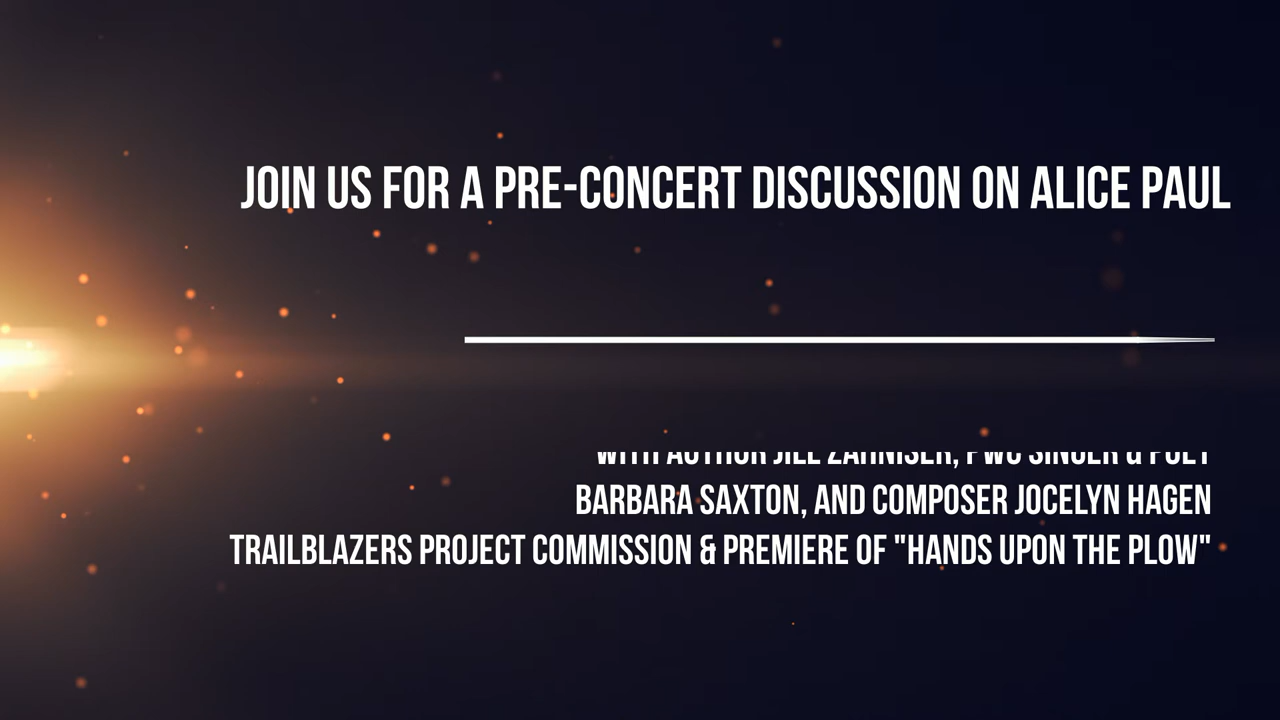 JOIN US FOR A PRE-CONCERT DISCUSSION ON ALICE PAUL
WITH AUTHOR JILL ZAHNISER, PWC SINGER & POET
BARBARA SAXTON, AND COMPOSER JOCELYN HAGEN
TRAILBLAZERS PROJECT COMMISSION & PREMIERE OF "HANDS UPON THE PLOW"